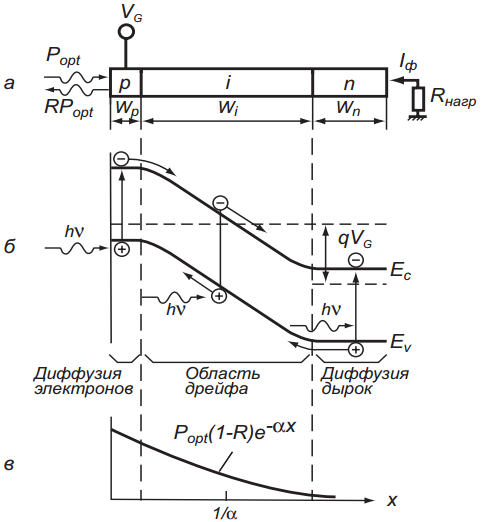 V_G
P_opt
RP_opt
а
p
i
n
I_ф
R_нагр
W_p
W_i
W_n
б
hν
hν
hν
qV_G
E_c
E_v
Диффузия
электронов
Область
дрейфа
Диффузия
дырок
в
P_opt(1-R)e^-αx
1/α
x